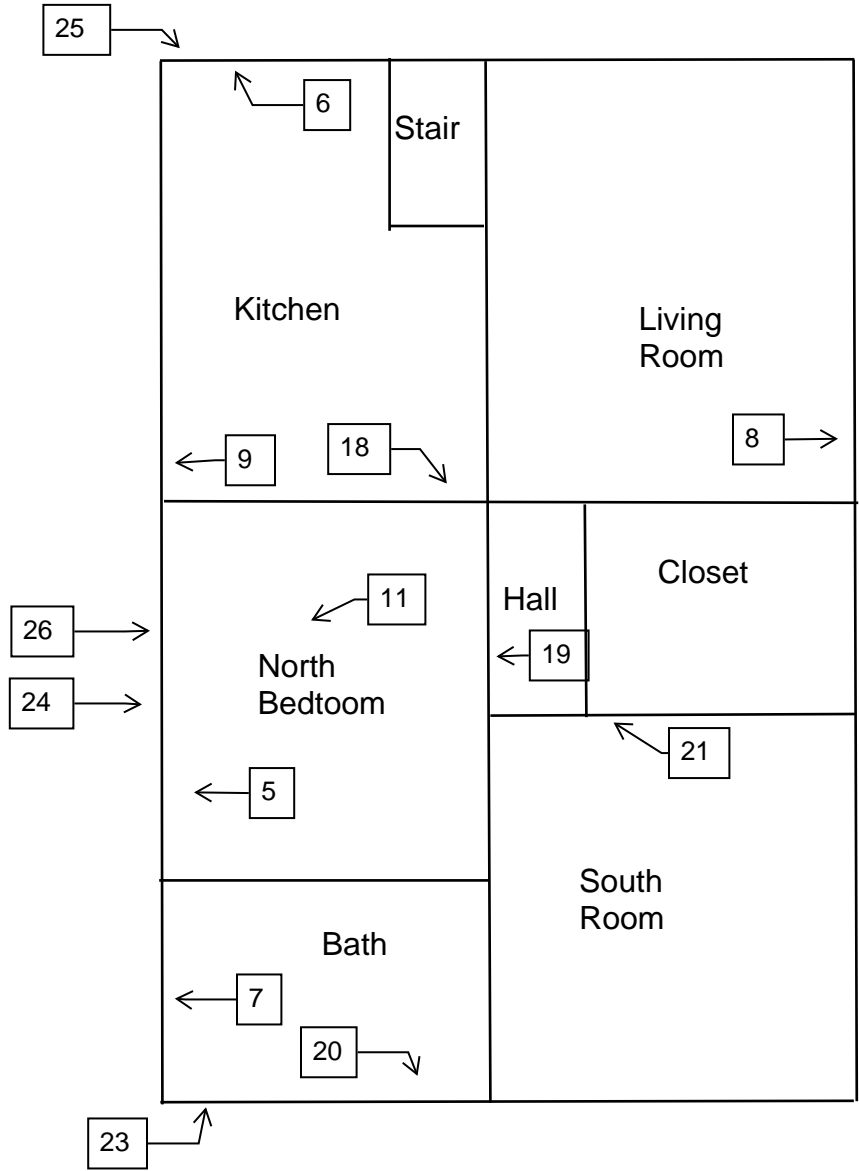 25
6
Stair
Kitchen
Living
Room
8
18
9
Closet
11
Hall
26
19
North
Bedtoom
24
21
5
South
Room
Bath
7
20
23